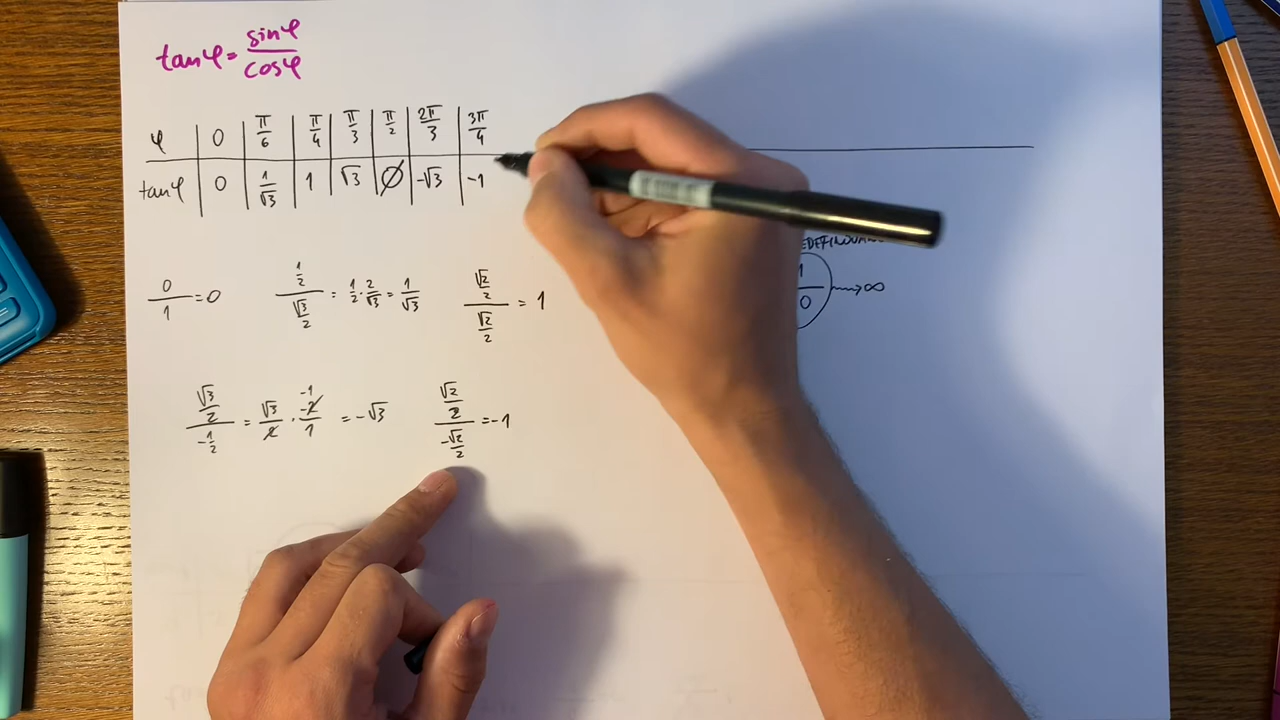 tanφ = sinφ/cosφ
φ | 0 | π/6 | π/4 | π/3 | π/2 | 2π/3 | 3π/4
tanφ | 0 | 1/√3 | 1 | √3 | ∅ | -√3 | -1
0/1 = 0
(1/2)/(√3/2) = 1/2 · 2/√3 = 1/√3
(√2/2)/(√2/2) = 1
1/0 → ∞
(√3/2)/(-1/2) = √3/2 · -2/1 -1 = -√3
(√2/2)/(-√2/2) = -1